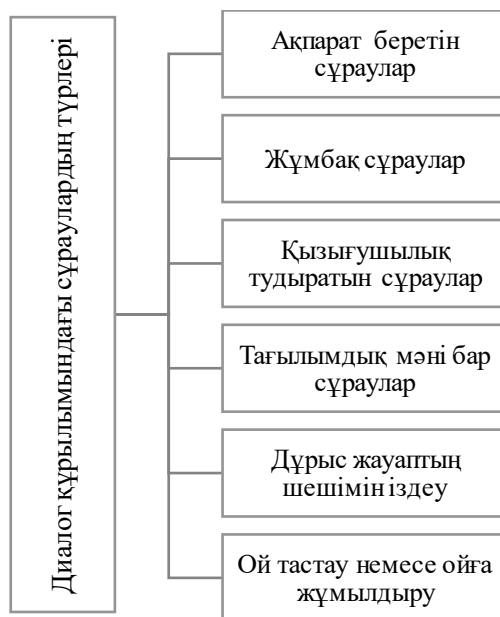 Диалог құрылымындағы сұраулардың түрлері
Ақпарат беретін
сұраулар
Жұмбақ сұраулар
Қызығушылық
тудыратын сұраулар
Тағылымдық мәні бар
сұраулар
Дұрыс жауаптың
шешімін іздеу
Ой тастау немесе ойға
жұмылдыру